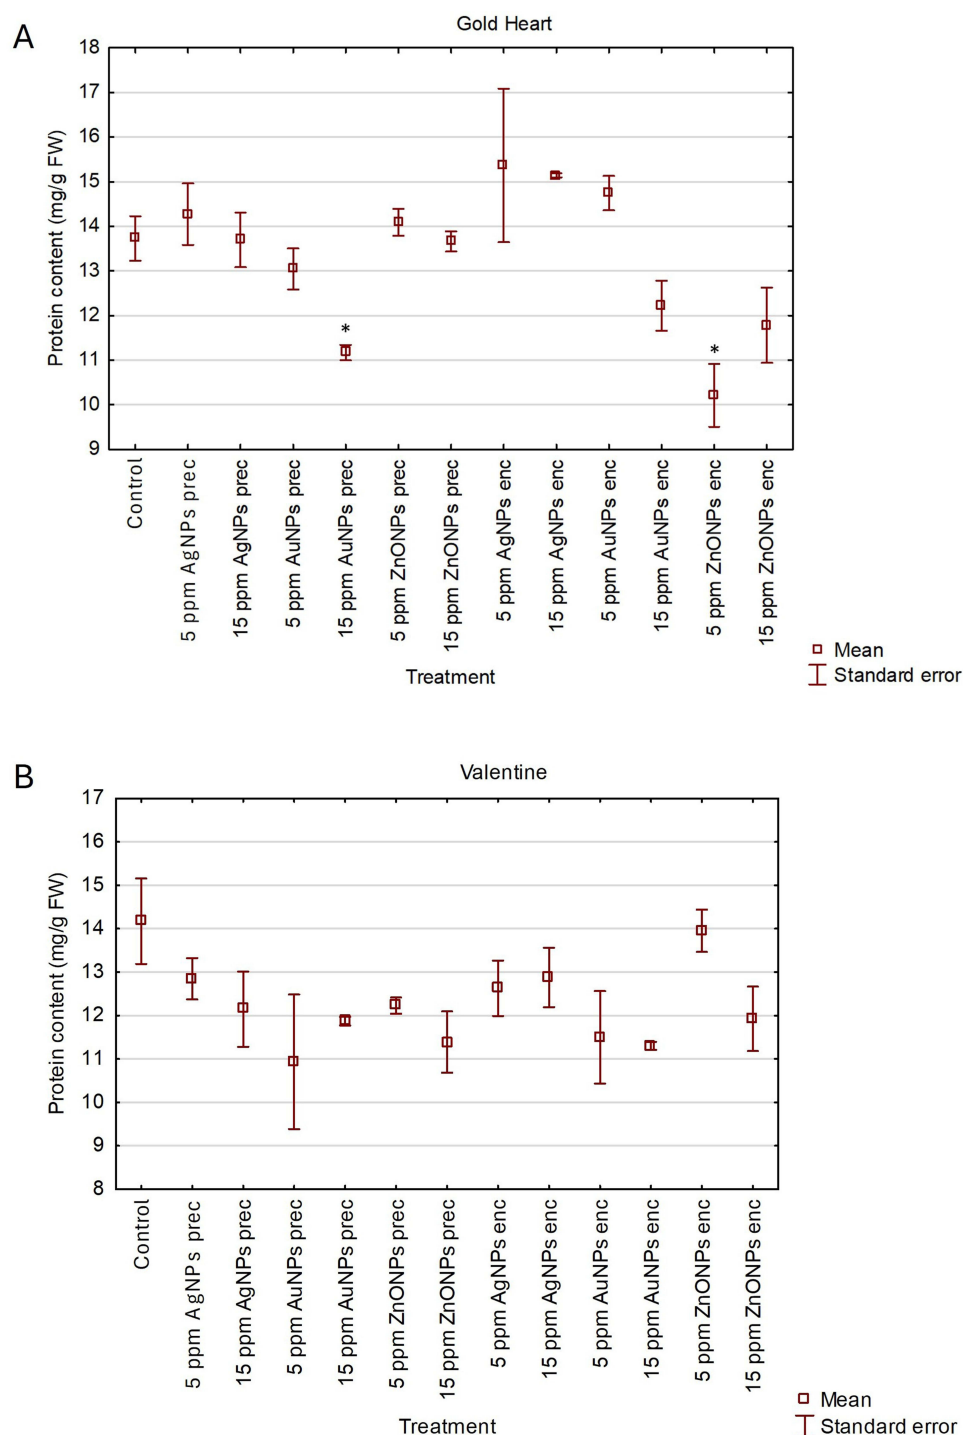 A
Gold Heart
Protein content (mg/g FW)
18
17
16
15
14
13
12
11
10
9
*
*
Control
5 ppm AgNPs prec
15 ppm AgNPs prec
5 ppm AuNPs prec
15 ppm AuNPs prec
5 ppm ZnONPs prec
15 ppm ZnONPs prec
5 ppm AgNPs enc
15 ppm AgNPs enc
5 ppm AuNPs enc
15 ppm AuNPs enc
5 ppm ZnONPs enc
15 ppm ZnONPs enc
Treatment
Mean
Standard error
B
Valentine
Protein content (mg/g FW)
17
16
15
14
13
12
11
10
9
8
Control
5 ppm AgNPs prec
15 ppm AgNPs prec
5 ppm AuNPs prec
15 ppm AuNPs prec
5 ppm ZnONPs prec
15 ppm ZnONPs prec
5 ppm AgNPs enc
15 ppm AgNPs enc
5 ppm AuNPs enc
15 ppm AuNPs enc
5 ppm ZnONPs enc
15 ppm ZnONPs enc
Treatment
Mean
Standard error